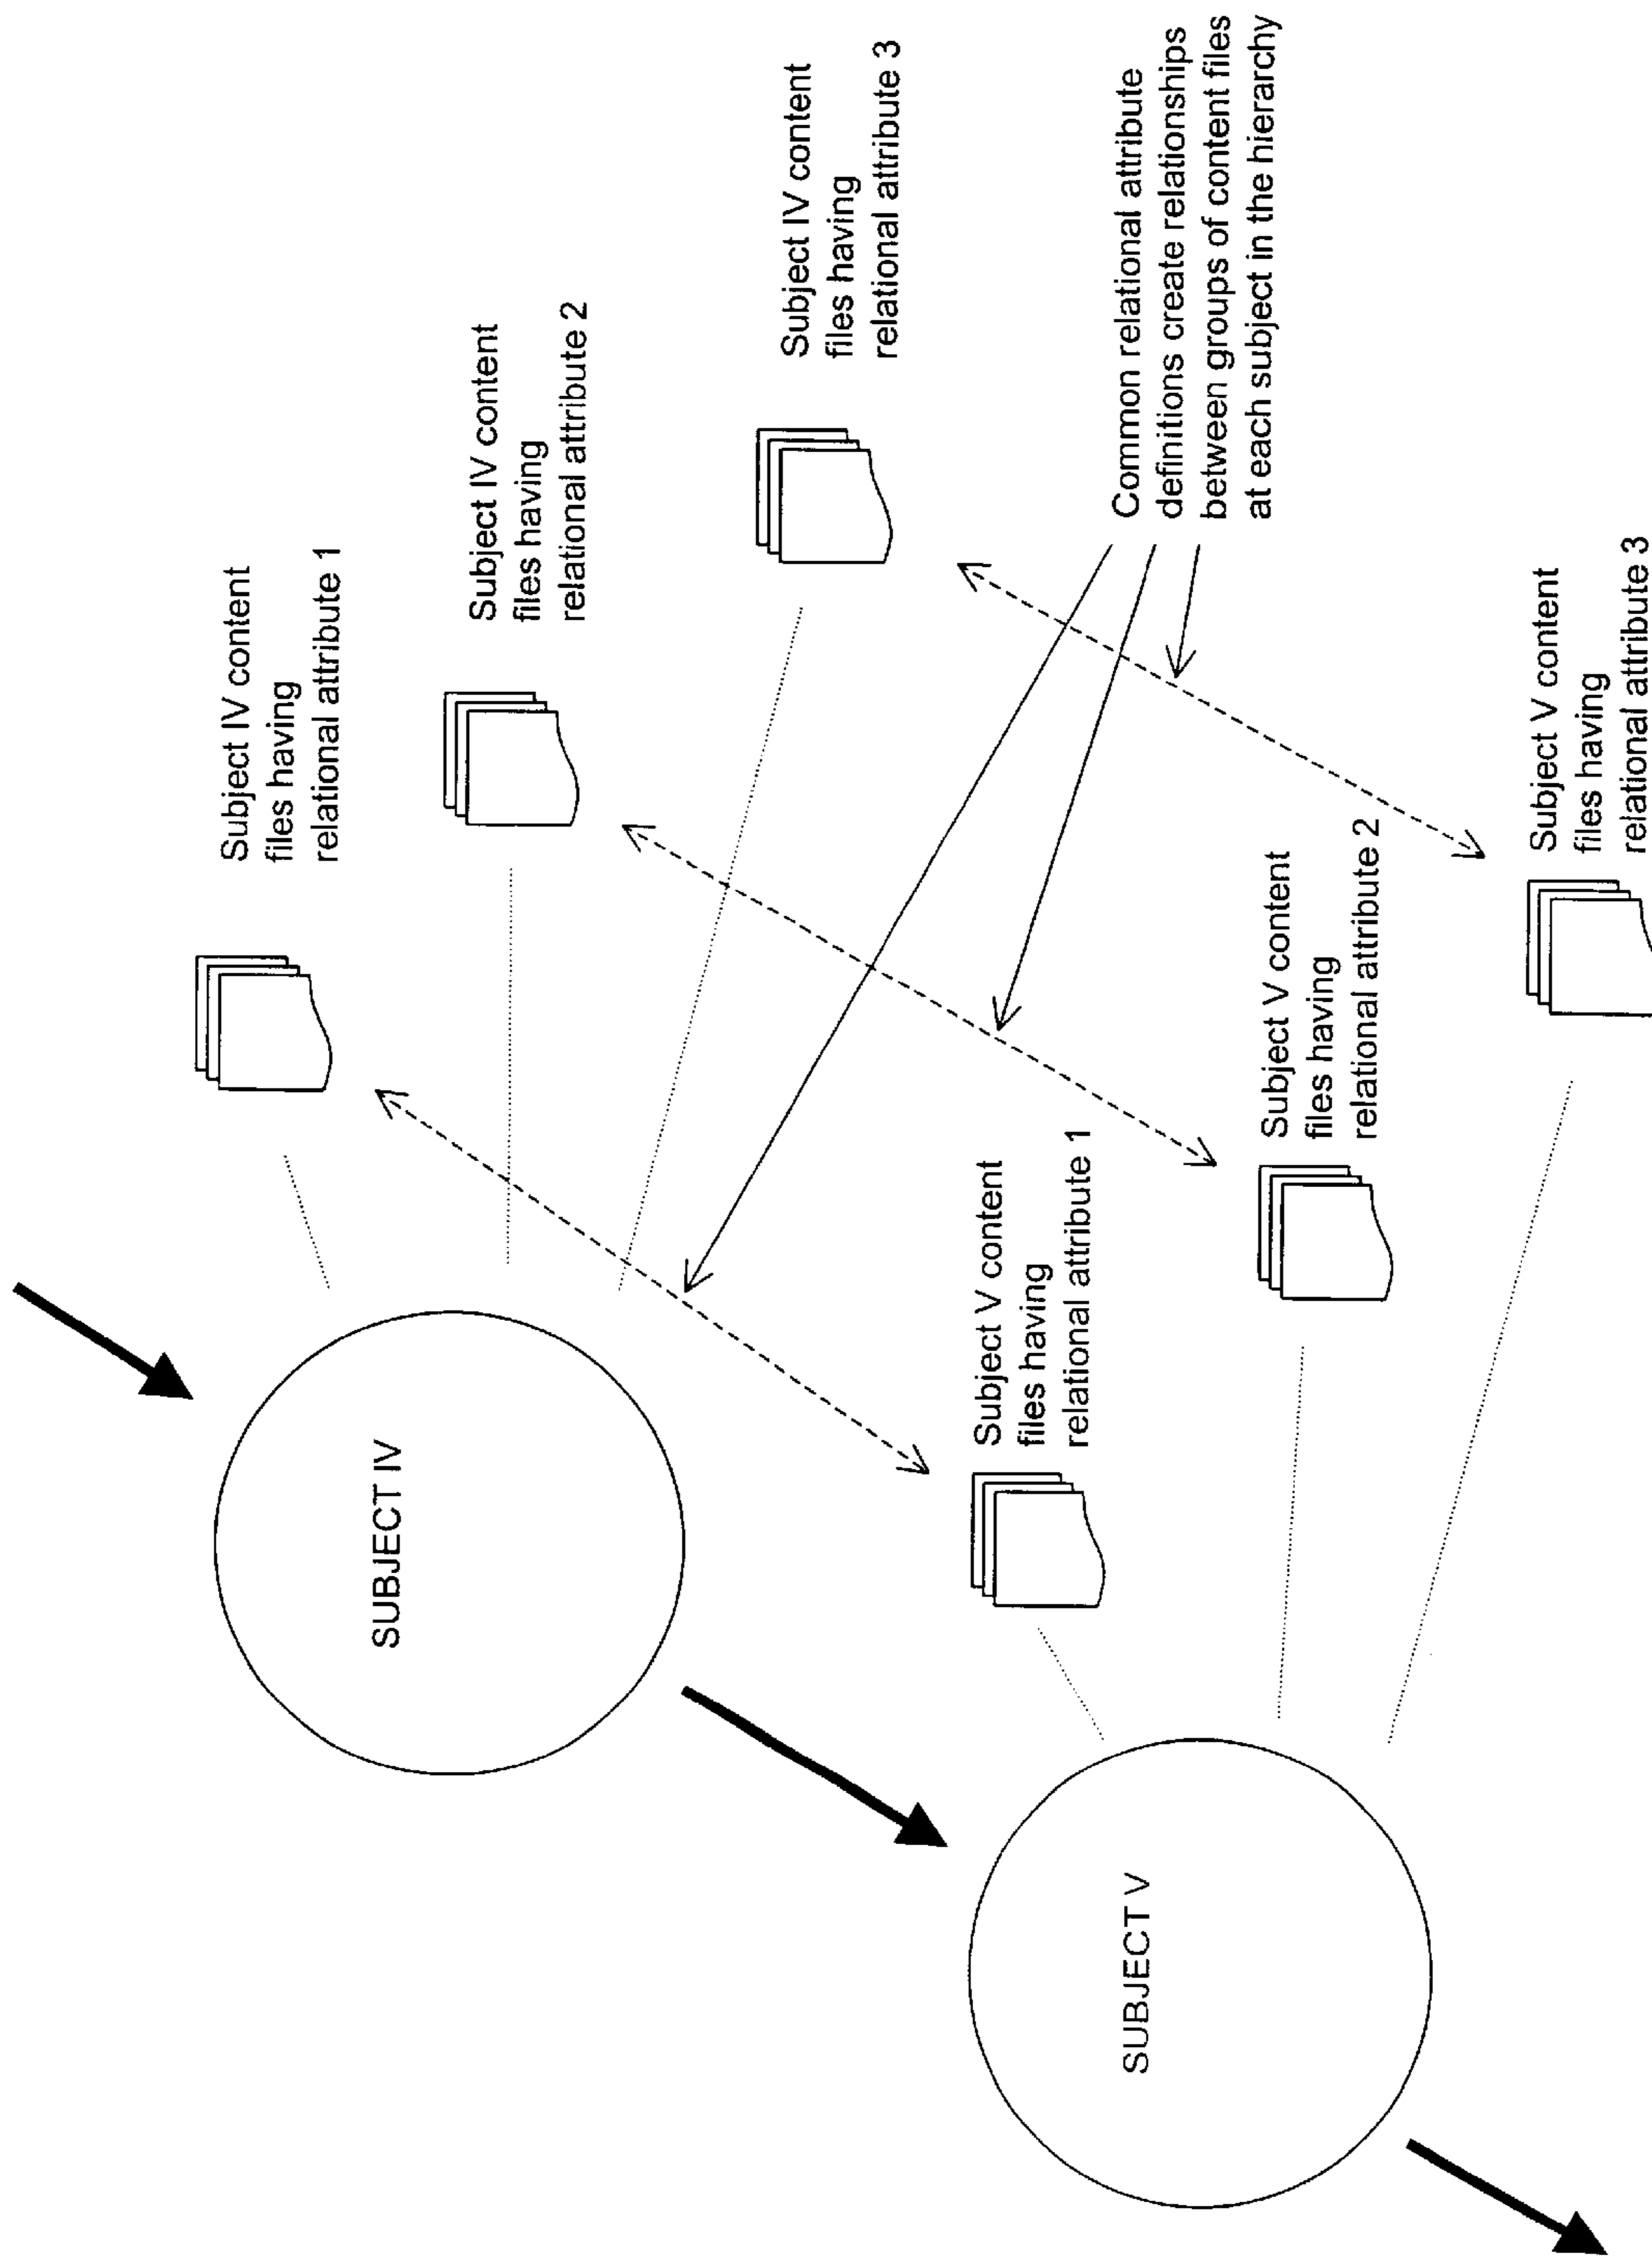 SUBJECT IV
Subject IV content
files having
relational attribute 1
Subject IV content
files having
relational attribute 2
Subject IV content
files having
relational attribute 3
Common relational attribute
definitions create relationships
between groups of content files
at each subject in the hierarchy
SUBJECT V
Subject V content
files having
relational attribute 1
Subject V content
files having
relational attribute 2
Subject V content
files having
relational attribute 3